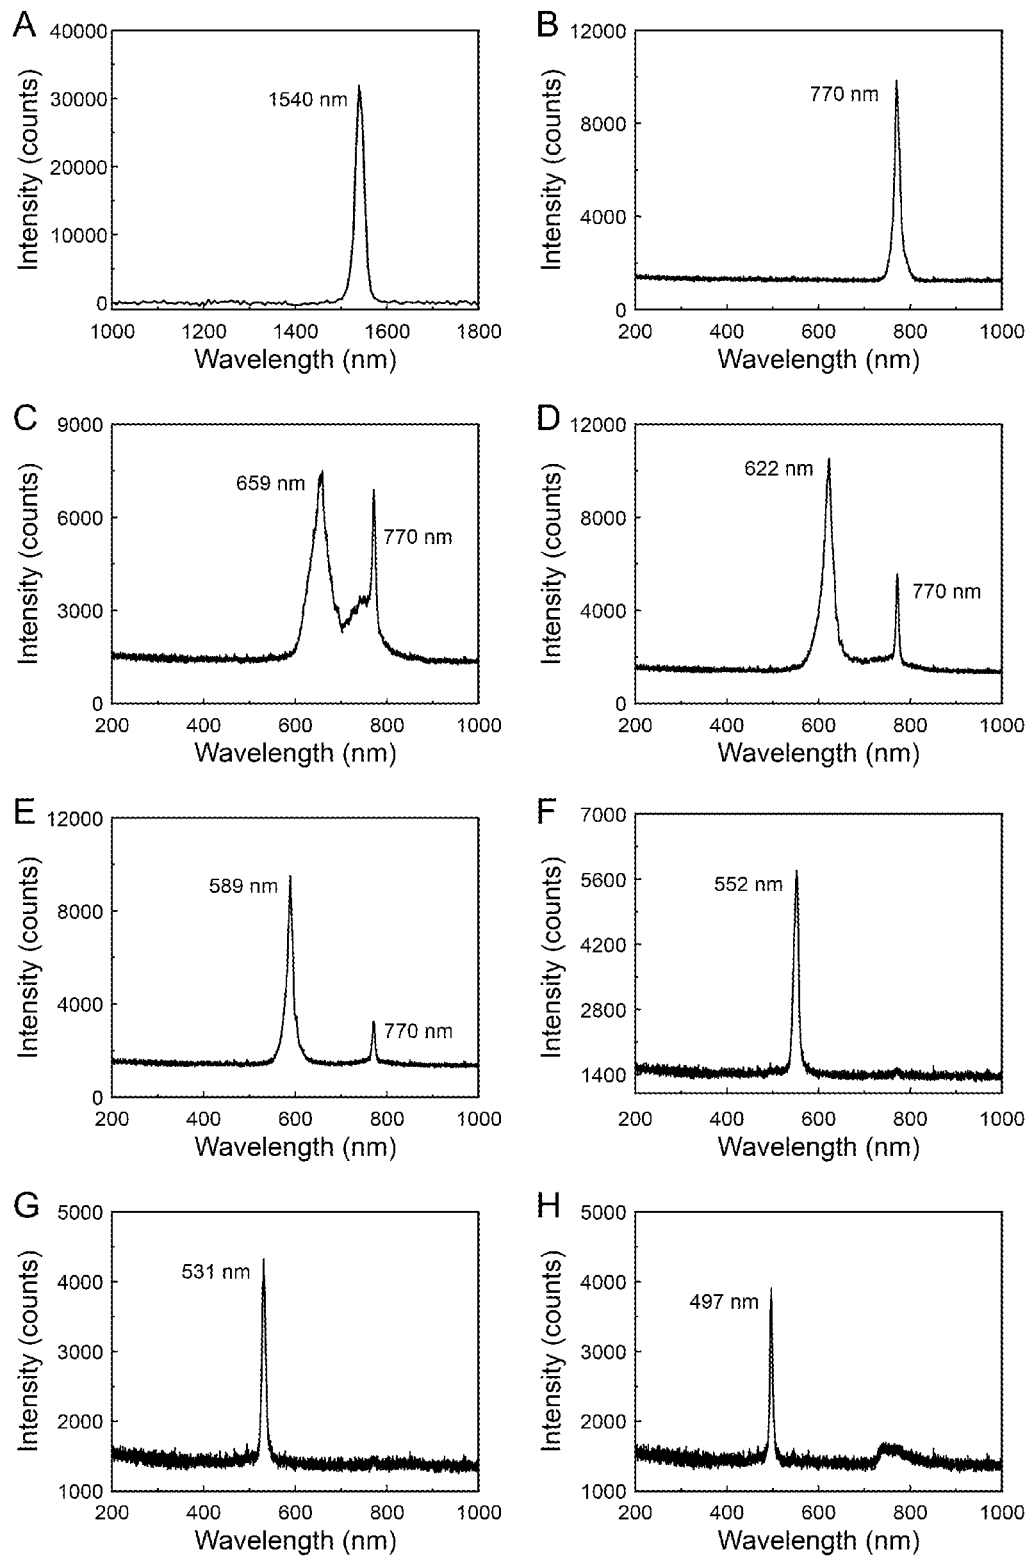 A
40000
30000
20000
10000
0
Intensity (counts)
1540 nm
1000 1200 1400 1600 1800
Wavelength (nm)
B
12000
8000
4000
0
Intensity (counts)
770 nm
200 400 600 800 1000
Wavelength (nm)
C
9000
6000
3000
0
Intensity (counts)
659 nm
770 nm
200 400 600 800 1000
Wavelength (nm)
D
12000
8000
4000
0
Intensity (counts)
622 nm
770 nm
200 400 600 800 1000
Wavelength (nm)
E
12000
8000
4000
0
Intensity (counts)
589 nm
770 nm
200 400 600 800 1000
Wavelength (nm)
F
7000
5600
4200
2800
1400
Intensity (counts)
552 nm
200 400 600 800 1000
Wavelength (nm)
G
5000
4000
3000
2000
1000
Intensity (counts)
531 nm
200 400 600 800 1000
Wavelength (nm)
H
5000
4000
3000
2000
1000
Intensity (counts)
497 nm
200 400 600 800 1000
Wavelength (nm)